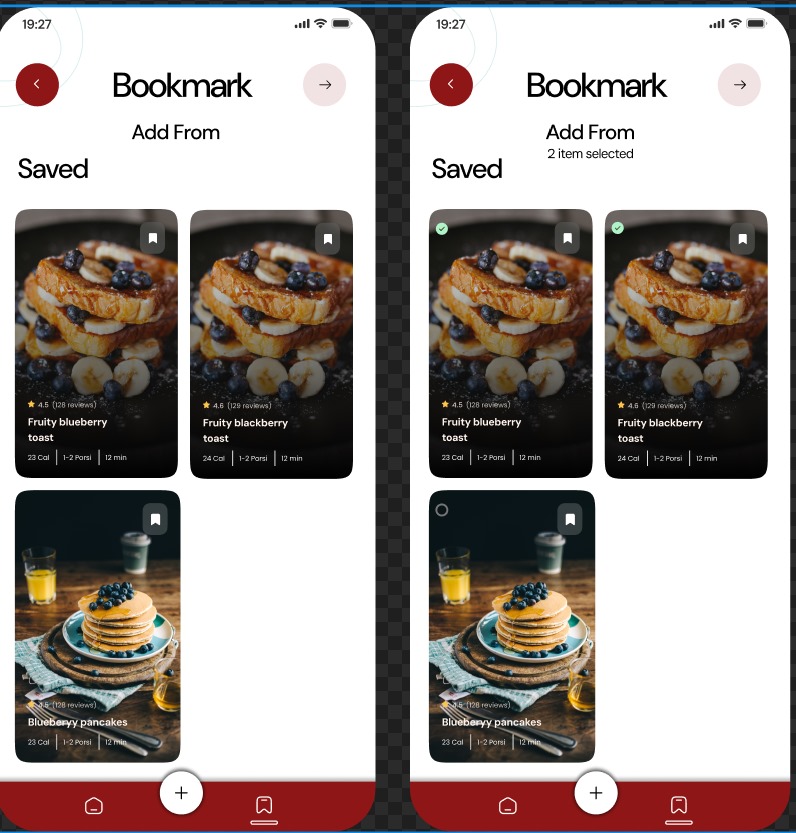 19:27
Bookmark
Add From
Saved
4.5 (128 reviews)
Fruity blueberry
toast
23 Cal
1-2 Porsi
12 min
4.6 (129 reviews)
Fruity blackberry
toast
24 Cal
1-2 Porsi
12 min
4.5 (128 reviews)
Blueberyy pancakes
23 Cal
1-2 Porsi
12 min
19:27
Bookmark
Add From
2 item selected
Saved
4.5 (128 reviews)
Fruity blueberry
toast
23 Cal
1-2 Porsi
12 min
4.6 (129 reviews)
Fruity blackberry
toast
24 Cal
1-2 Porsi
12 min
4.5 (128 reviews)
Blueberyy pancakes
23 Cal
1-2 Porsi
12 min